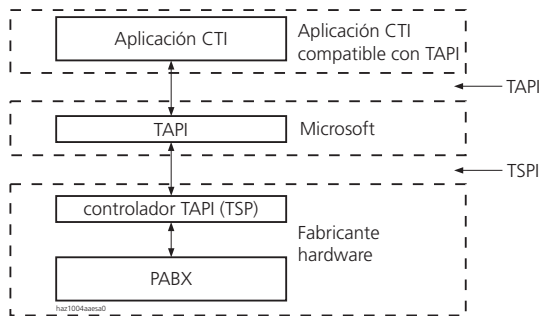 Aplicación CTI
Aplicación CTI
compatible con TAPI
TAPI
TAPI
Microsoft
TSPI
controlador TAPI (TSP)
Fabricante
hardware
PABX
haz1004aaesa0